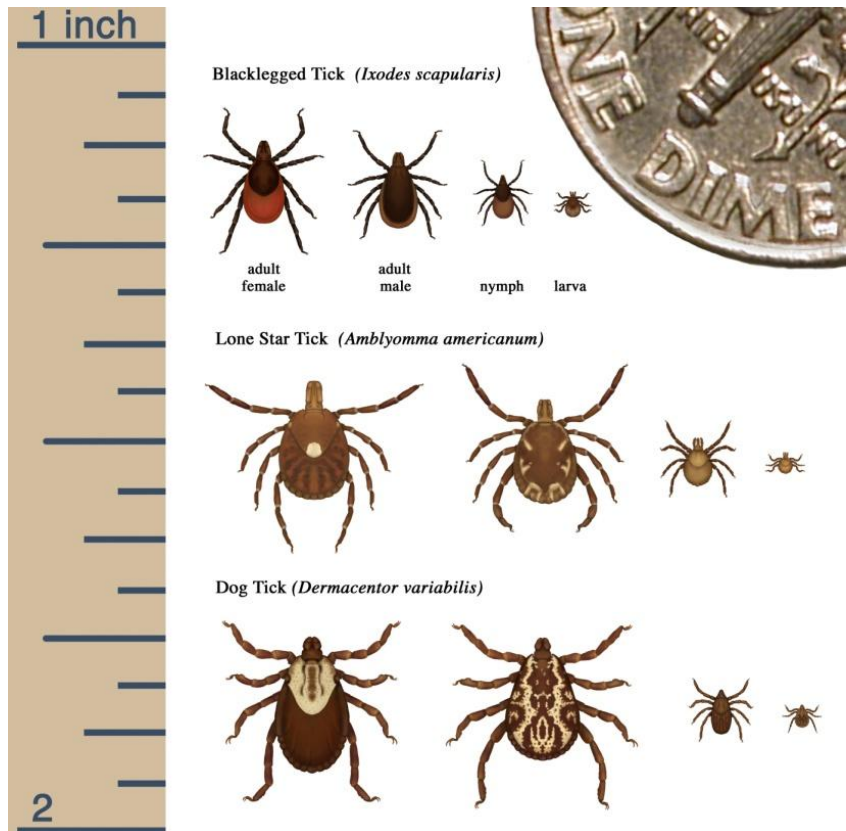 1 inch
Blacklegged Tick (Ixodes scapularis)
ONE DIME
adult female
adult male
nymph
larva
Lone Star Tick (Amblyomma americanum)
Dog Tick (Dermacentor variabilis)
2